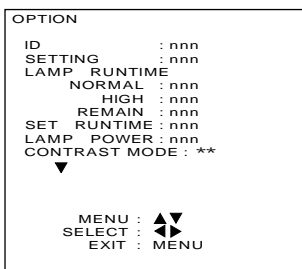 OPTION
ID : nnn
SETTING : nnn
LAMP RUNTIME
NORMAL : nnn
HIGH : nnn
REMAIN : nnn
SET RUNTIME : nnn
LAMP POWER : nnn
CONTRAST MODE : **
▼
MENU : ▲▼
SELECT : ◀▶
EXIT : MENU